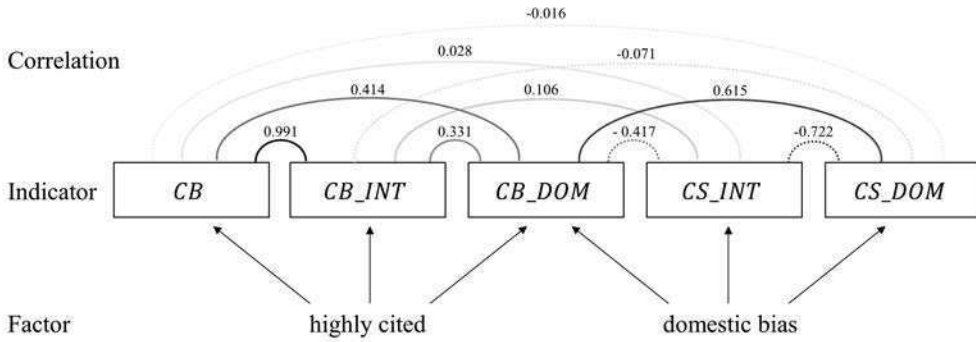 -0.016
Correlation
0.028 -0.071
0.414 0.106 0.615
0.991 0.331 - 0.417 -0.722
Indicator CB CB_INT CB_DOM CS_INT CS_DOM
Factor highly cited domestic bias